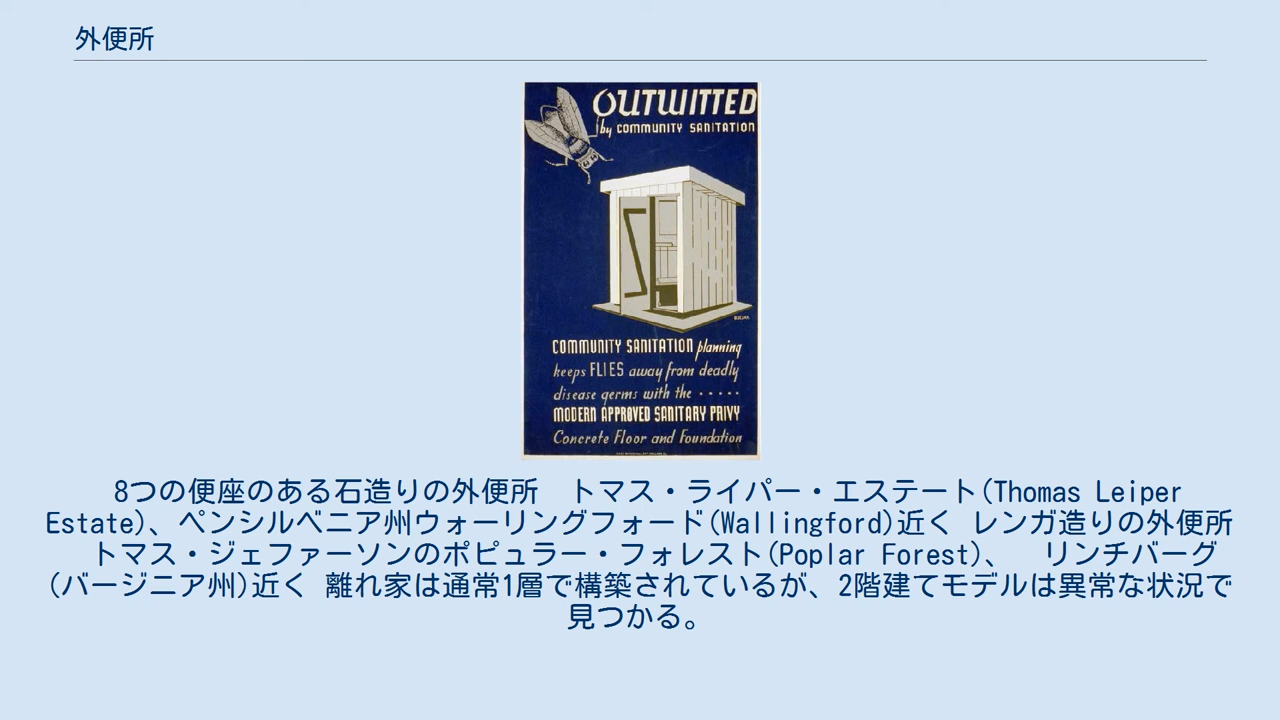 外便所
OUTWITTED
by COMMUNITY SANITATION
COMMUNITY SANITATION planning
keeps FLIES away from deadly
disease germs with the -----
MODERN APPROVED SANITARY PRIVY
Concrete Floor and Foundation
8つの便座のある石造りの外便所　トマス・ライパー・エステート(Thomas Leiper
Estate)、ペンシルベニア州ウォーリングフォード(Wallingford)近く レンガ造りの外便所
トマス・ジェファーソンのポピュラー・フォレスト(Poplar Forest)、　リンチバーグ
(バージニア州)近く 離れ家は通常1層で構築されているが、2階建てモデルは異常な状況で
見つかる。